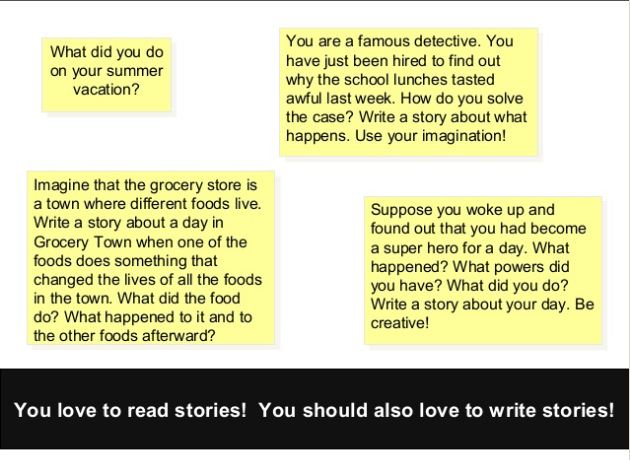 What did you do
on your summer
vacation?
You are a famous detective. You
have just been hired to find out
why the school lunches tasted
awful last week. How do you solve
the case? Write a story about what
happens. Use your imagination!
Imagine that the grocery store is
a town where different foods live.
Write a story about a day in
Grocery Town when one of the
foods does something that
changed the lives of all the foods
in the town. What did the food
do? What happened to it and to
the other foods afterward?
Suppose you woke up and
found out that you had become
a super hero for a day. What
happened? What powers did
you have? What did you do?
Write a story about your day. Be
creative!
You love to read stories!  You should also love to write stories!